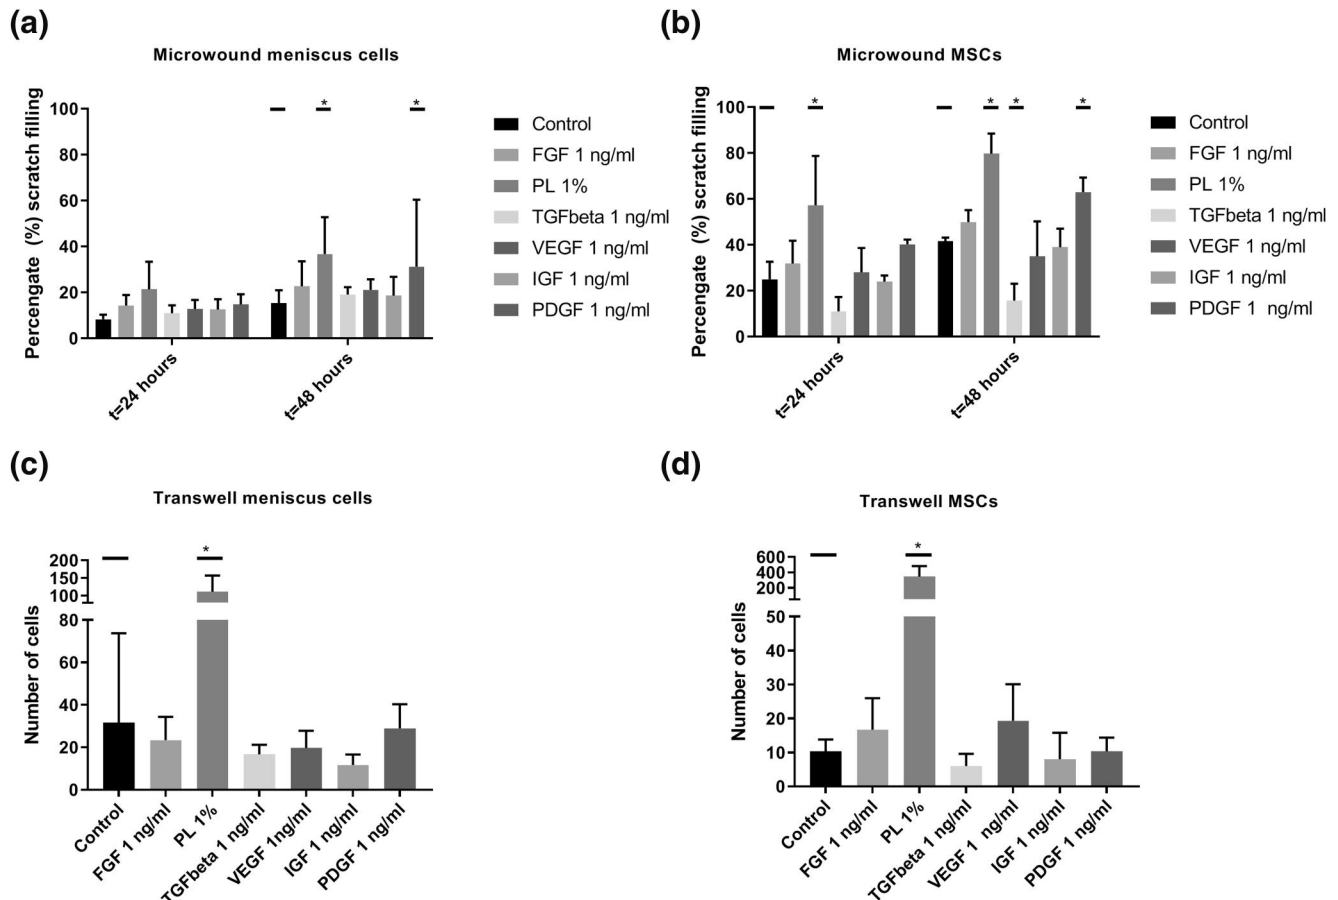 (a)
Microwound meniscus cells
Percengate (%) scratch filling
100
80
60
40
20
0
* *
t=24 hours
t=48 hours
Control
FGF 1 ng/ml
PL 1%
TGFbeta 1 ng/ml
VEGF 1 ng/ml
IGF 1 ng/ml
PDGF 1 ng/ml
(b)
Microwound MSCs
Percengate (%) scratch filling
100
80
60
40
20
0
* * * *
t=24 hours
t=48 hours
Control
FGF 1 ng/ml
PL 1%
TGFbeta 1 ng/ml
VEGF 1 ng/ml
IGF 1 ng/ml
PDGF 1 ng/ml
(c)
Transwell meniscus cells
Number of cells
200
150
100
80
60
40
20
0
*
Control
FGF 1 ng/ml
PL 1%
TGFbeta 1 ng/ml
VEGF 1ng/ml
IGF 1 ng/ml
PDGF 1 ng/ml
(d)
Transwell MSCs
Number of cells
600
400
200
50
40
30
20
10
0
*
Control
FGF 1 ng/ml
PL 1%
TGFbeta 1 ng/ml
VEGF 1 ng/ml
IGF 1 ng/ml
PDGF 1 ng/ml